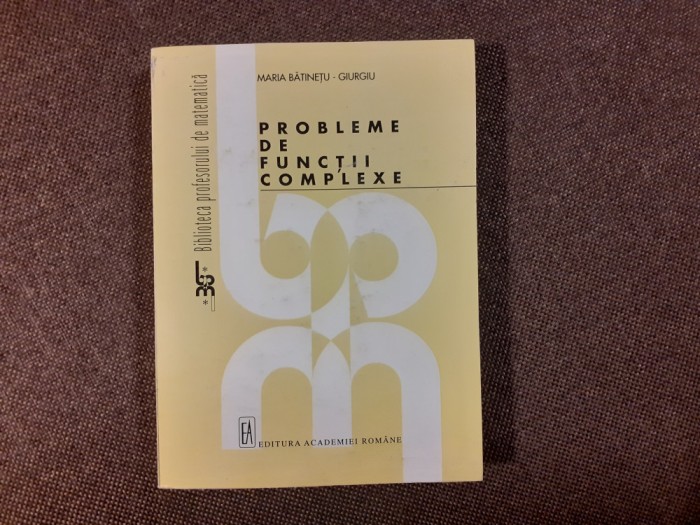 MARIA BĂTINEȚU - GIURGIU
PROBLEME
DE
FUNCȚII
COMPLEXE
Biblioteca profesorului de matematică
EA
EDITURA ACADEMIEI ROMÂNE